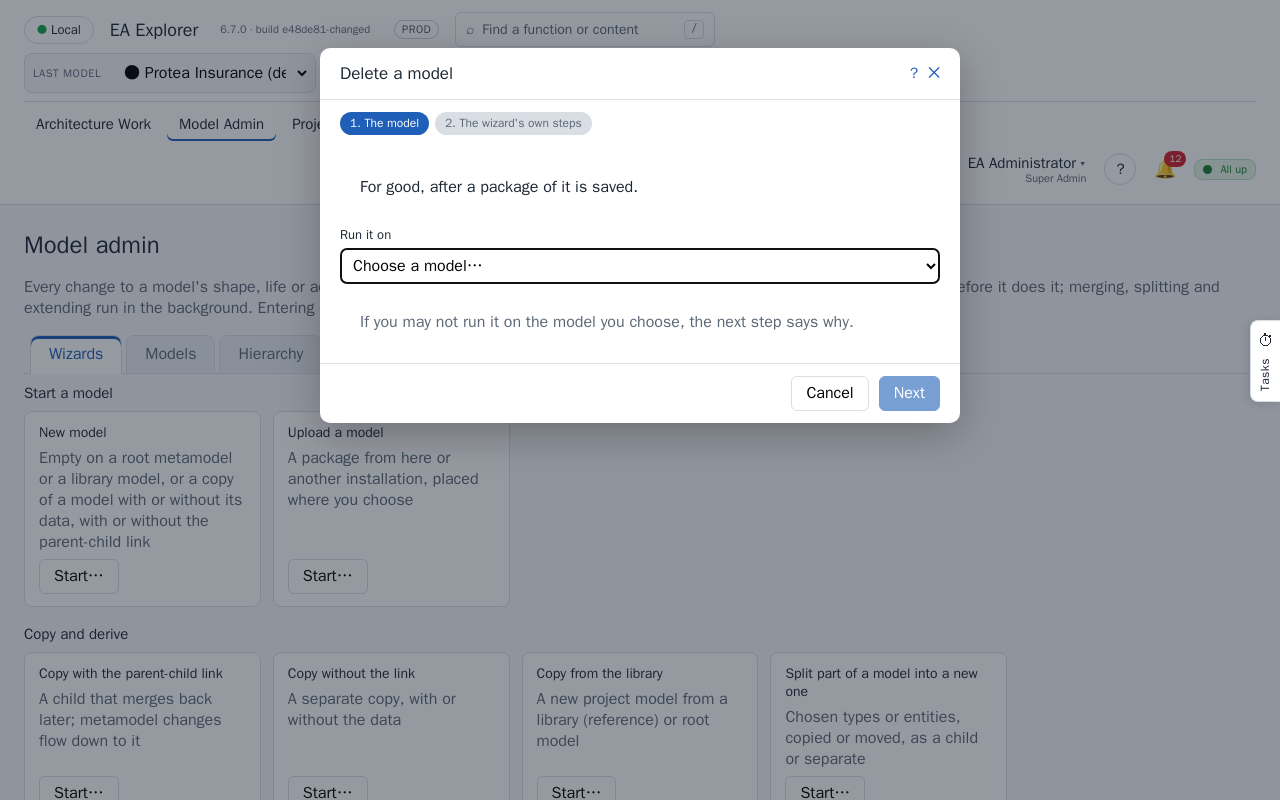 Local
EA Explorer
6.7.0 · build e48de81-changed
PROD
Find a function or content
/
LAST MODEL
Protea Insurance (de
Delete a model
?
1. The model
2. The wizard's own steps
For good, after a package of it is saved.
Run it on
Choose a model…
If you may not run it on the model you choose, the next step says why.
Cancel
Next
Architecture Work
Model Admin
Proje
EA Administrator
Super Admin
?
12
All up
Model admin
Every change to a model's shape, life or a
efore it does it; merging, splitting and
extending run in the background. Entering
Wizards
Models
Hierarchy
Tasks
Start a model
New model
Empty on a root metamodel
or a library model, or a copy
of a model with or without its
data, with or without the
parent-child link
Start…
Upload a model
A package from here or
another installation, placed
where you choose
Start…
Copy and derive
Copy with the parent-child link
A child that merges back
later; metamodel changes
flow down to it
Start…
Copy without the link
A separate copy, with or
without the data
Start…
Copy from the library
A new project model from a
library (reference) or root
model
Start…
Split part of a model into a new
one
Chosen types or entities,
copied or moved, as a child
or separate
Start…